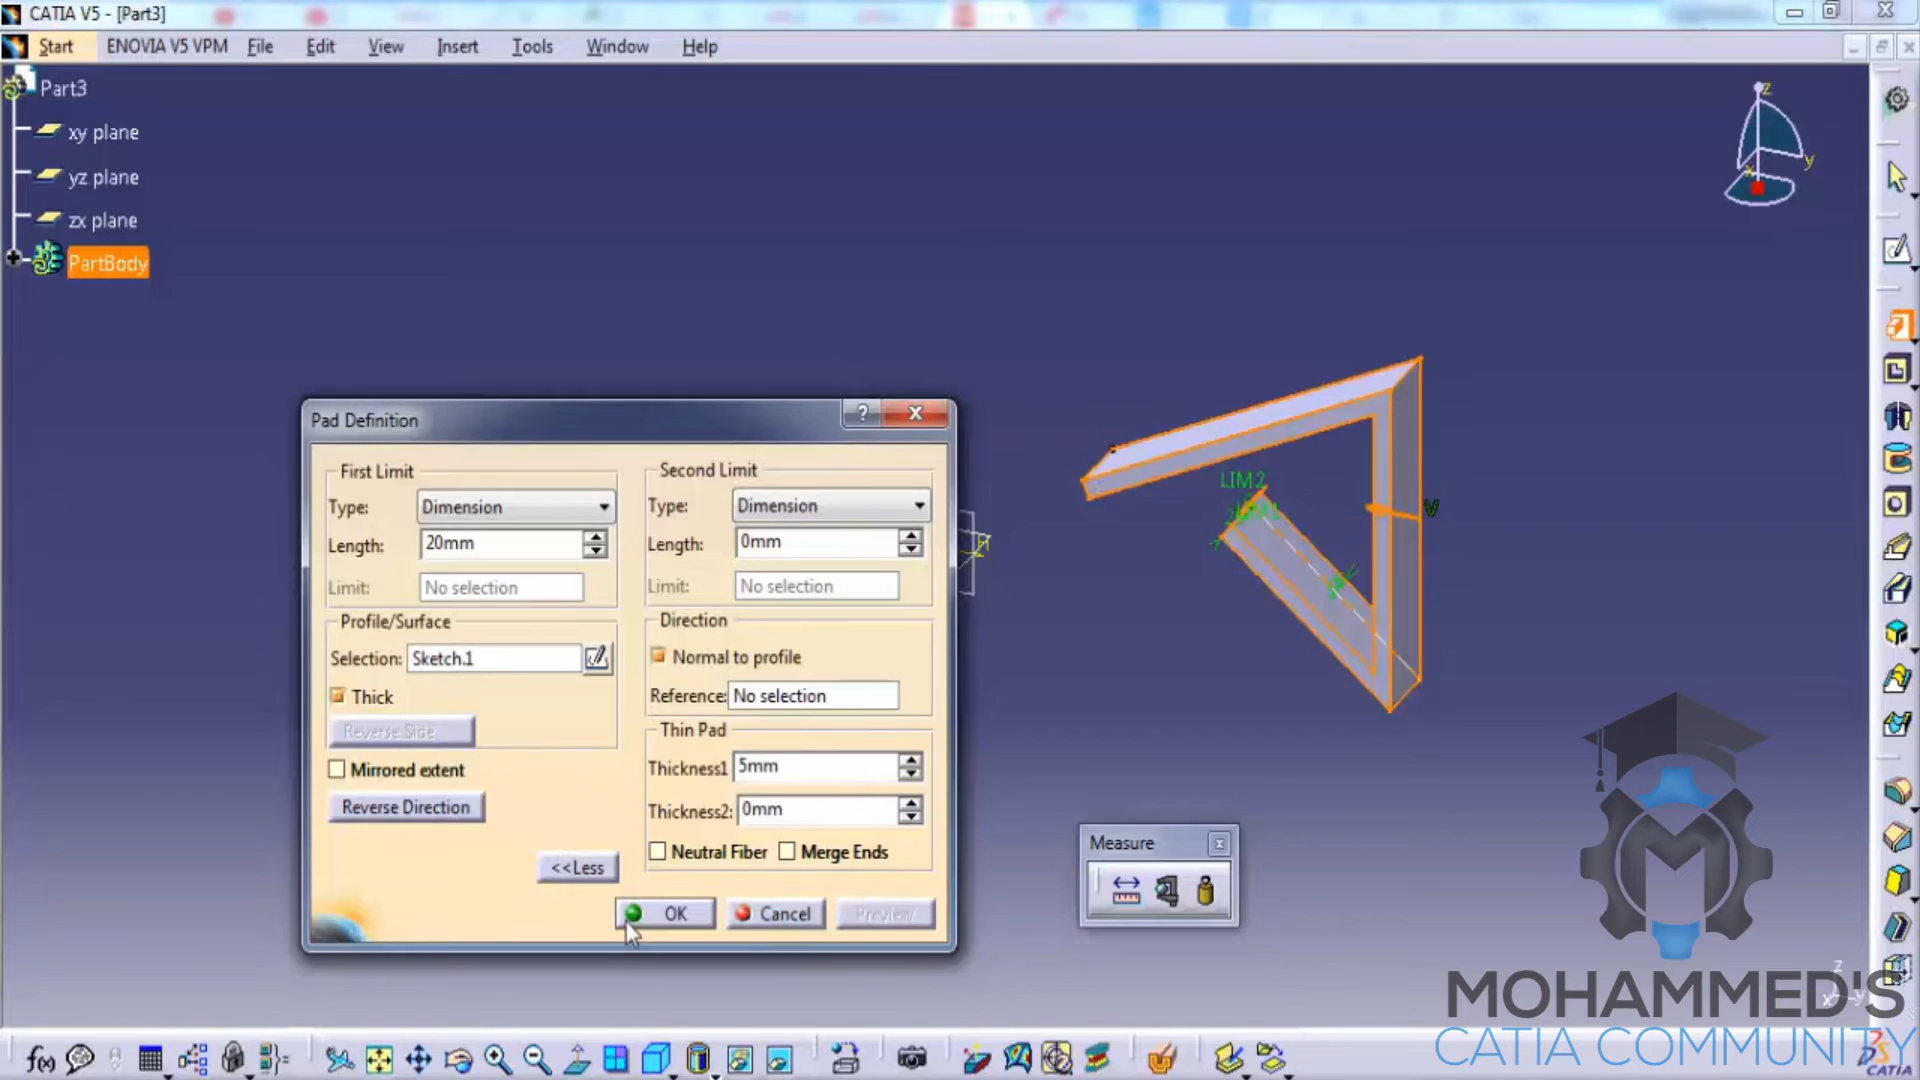 CATIA V5 - [Part3]
Start ENOVIA V5 VPM File Edit View Insert Tools Window Help
Part3
xy plane
yz plane
zx plane
PartBody
z
y
x
Pad Definition
First Limit
Type: Dimension
Length: 20mm
Limit: No selection
Profile/Surface
Selection: Sketch.1
Thick
Reverse Side
Mirrored extent
Reverse Direction
<<Less
Second Limit
Type: Dimension
Length: 0mm
Limit: No selection
Direction
Normal to profile
Reference: No selection
Thin Pad
Thickness1 5mm
Thickness2: 0mm
Neutral Fiber Merge Ends
OK Cancel Preview
H
LIM2
V
Measure
z
x y
MOHAMMED'S
CATIA COMMUNITY
CATIA
f(x)